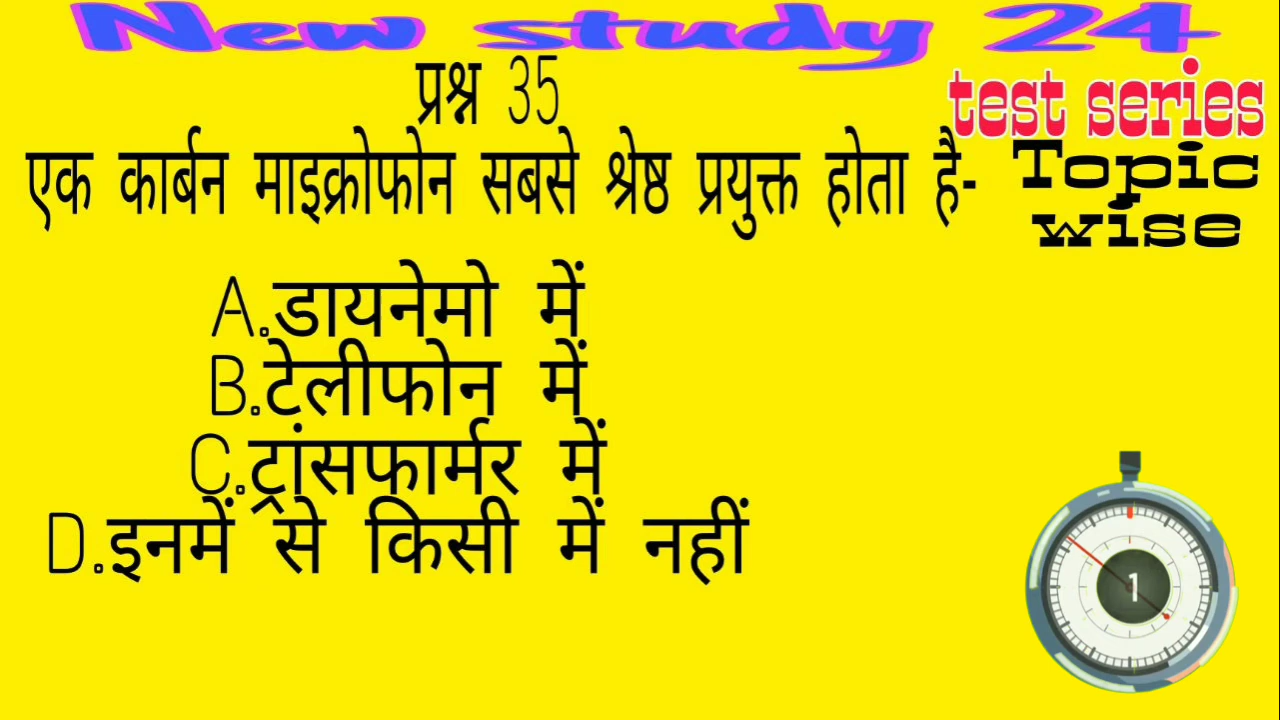 New study 24
test series
Topic
wise
प्रश्न 35
एक कार्बन माइक्रोफोन सबसे श्रेष्ठ प्रयुक्त होता है-
A.डायनेमो में
B.टेलीफोन में
C.ट्रांसफार्मर में
D.इनमें से किसी में नहीं
1